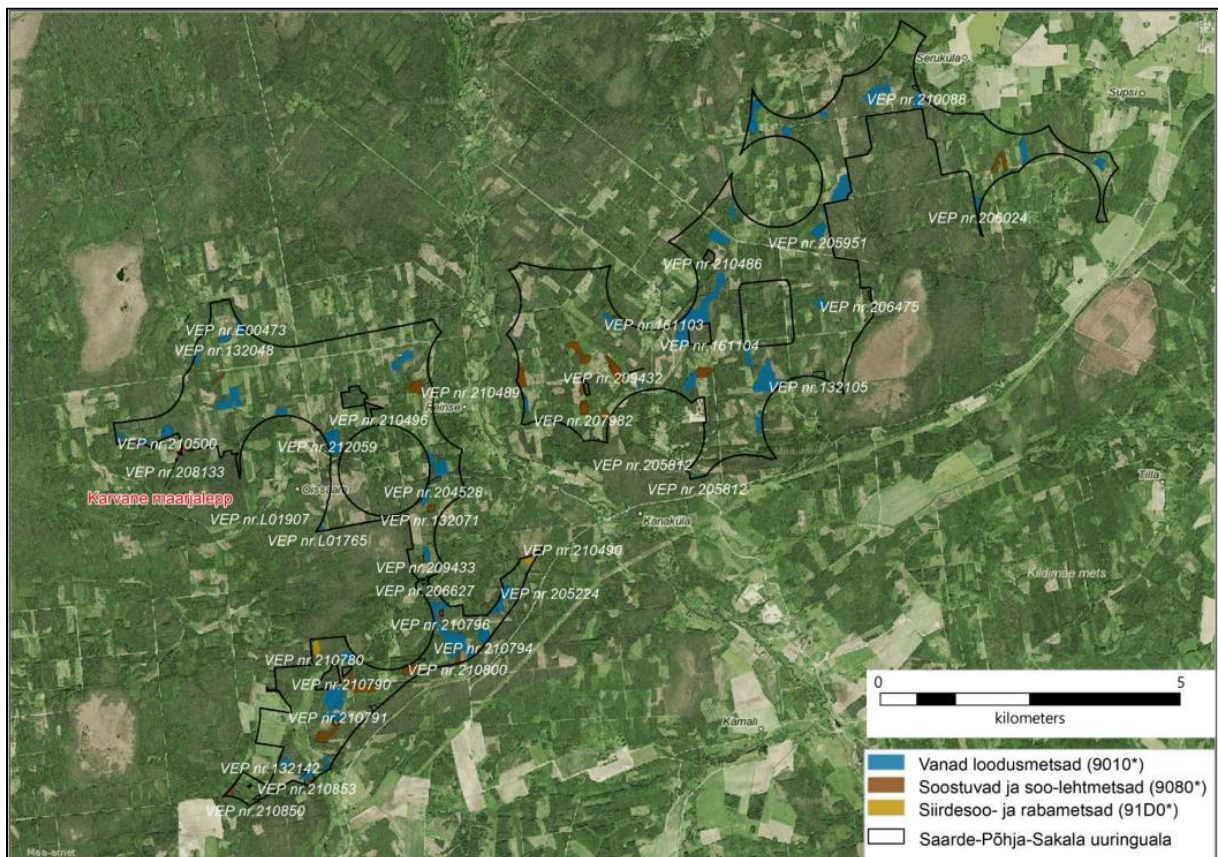 Seruküla
Supsi
VEP nr.210088
VEP nr.206024
VEP nr.205951
VEP nr.210486
VEP nr.206475
VEP nr.161103
VEP nr.161104
VEP nr.E00473
VEP nr.132048
VEP nr.209432
VEP nr.132105
VEP nr.210489
Reinse
VEP nr.210496
VEP nr.207982
VEP nr.210500
VEP nr.212059
VEP nr.208133
VEP nr.205812
VEP nr.205812
Tilla
Karvane maarjalepp
Oissaare
VEP nr.204528
VEP nr.L01907
VEP nr.132071
Kanaküla
VEP nr.L01765
VEP nr.210490
VEP nr.209433
Kildimäe mets
VEP nr.206627
VEP nr.205224
VEP nr.210796
VEP nr.210794
VEP nr.210780
VEP nr.210800
VEP nr.210790
VEP nr.210791
Kamali
VEP nr.132142
VEP nr.210853
VEP nr.210850
0 5
kilometers
Vanad loodusmetsad (9010*)
Soostuvad ja soo-lehtmetsad (9080*)
Siirdesoo- ja rabametsad (91D0*)
Saarde-Põhja-Sakala uuringuala
Maa-amet